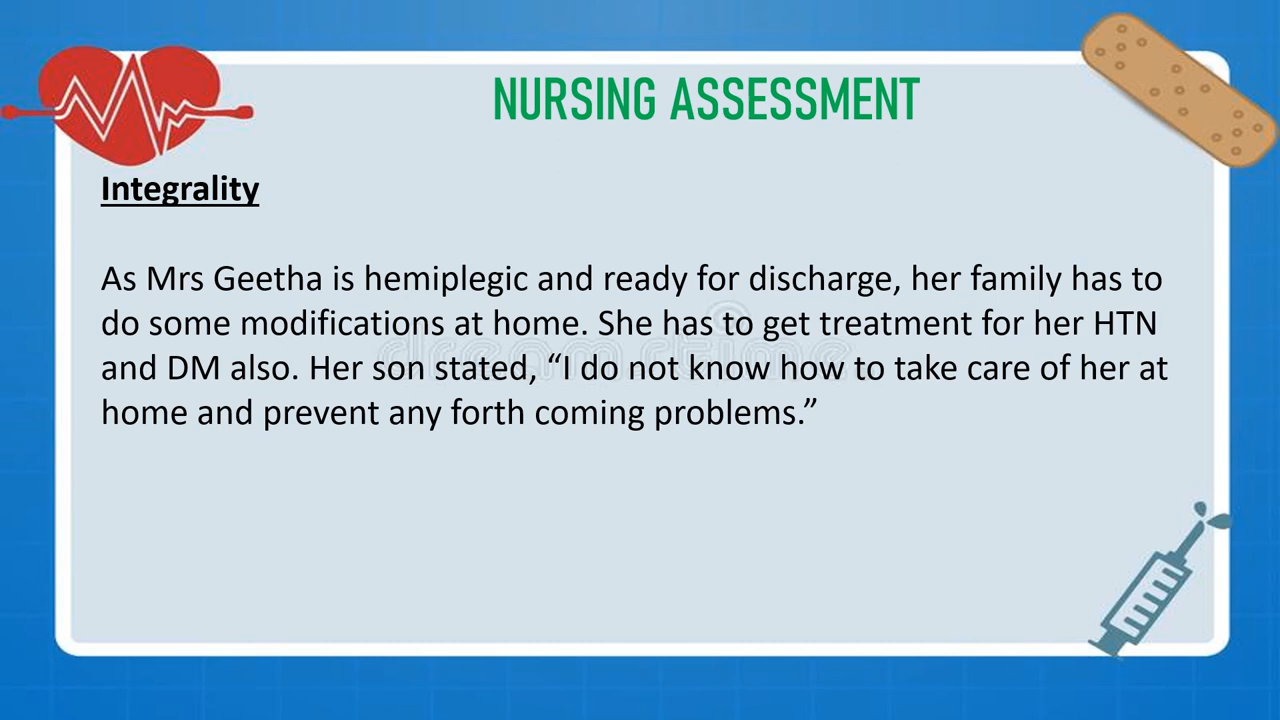 NURSING ASSESSMENT
Integrality
As Mrs Geetha is hemiplegic and ready for discharge, her family has to
do some modifications at home. She has to get treatment for her HTN
and DM also. Her son stated, “I do not know how to take care of her at
home and prevent any forth coming problems.”
dreamstime